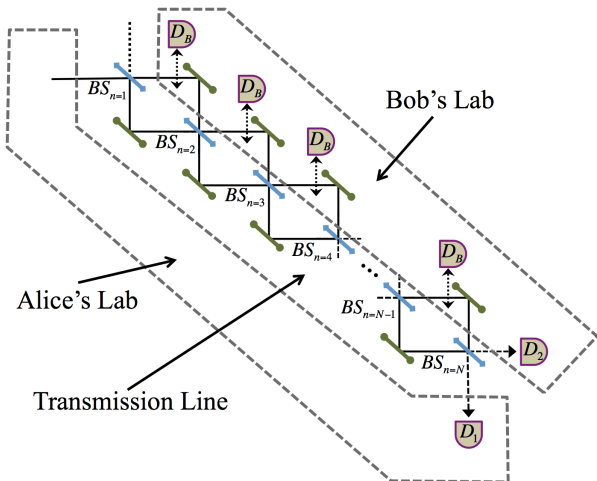 D_B
BS_{n=1}
D_B
Bob's Lab
BS_{n=2}
D_B
BS_{n=3}
BS_{n=4}
D_B
Alice's Lab
BS_{n=N-1}
D_2
BS_{n=N}
Transmission Line
D_1